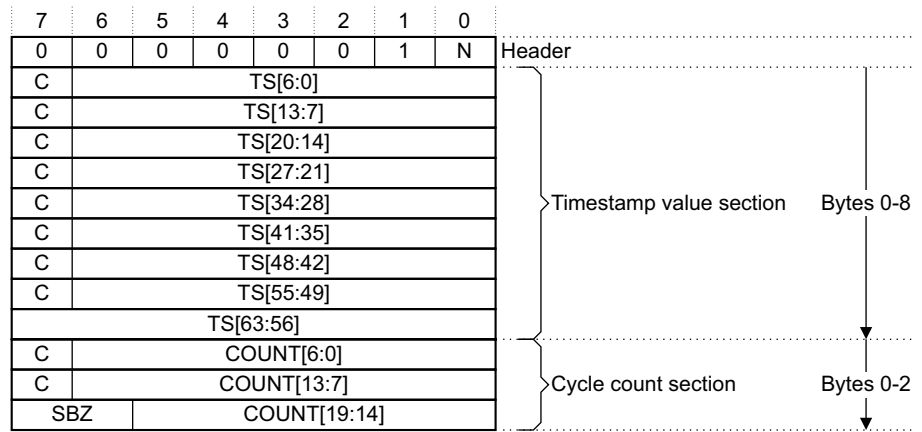 7 6 5 4 3 2 1 0
0 0 0 0 0 0 1 N Header
C TS[6:0]
C TS[13:7]
C TS[20:14]
C TS[27:21]
C TS[34:28] Timestamp value section Bytes 0-8
C TS[41:35]
C TS[48:42]
C TS[55:49]
TS[63:56]
C COUNT[6:0]
C COUNT[13:7] Cycle count section Bytes 0-2
SBZ COUNT[19:14]